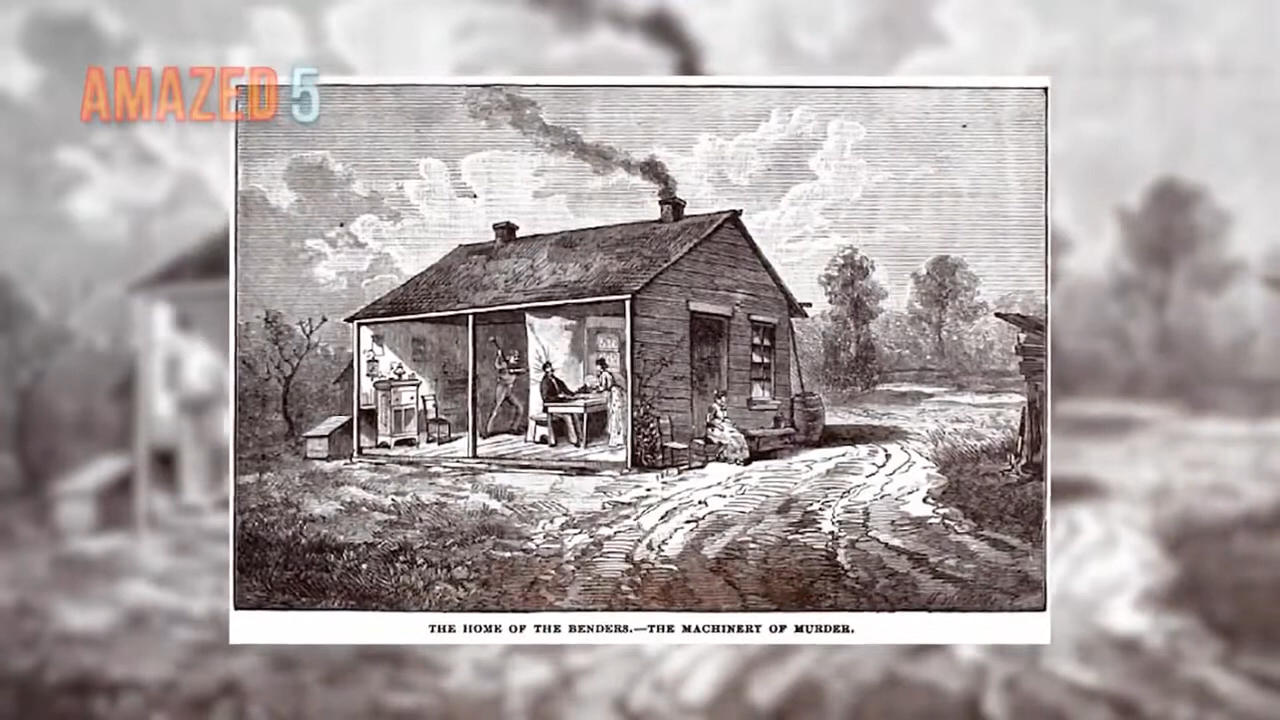 AMAZED 5
THE HOME OF THE BENDERS.—THE MACHINERY OF MURDER.